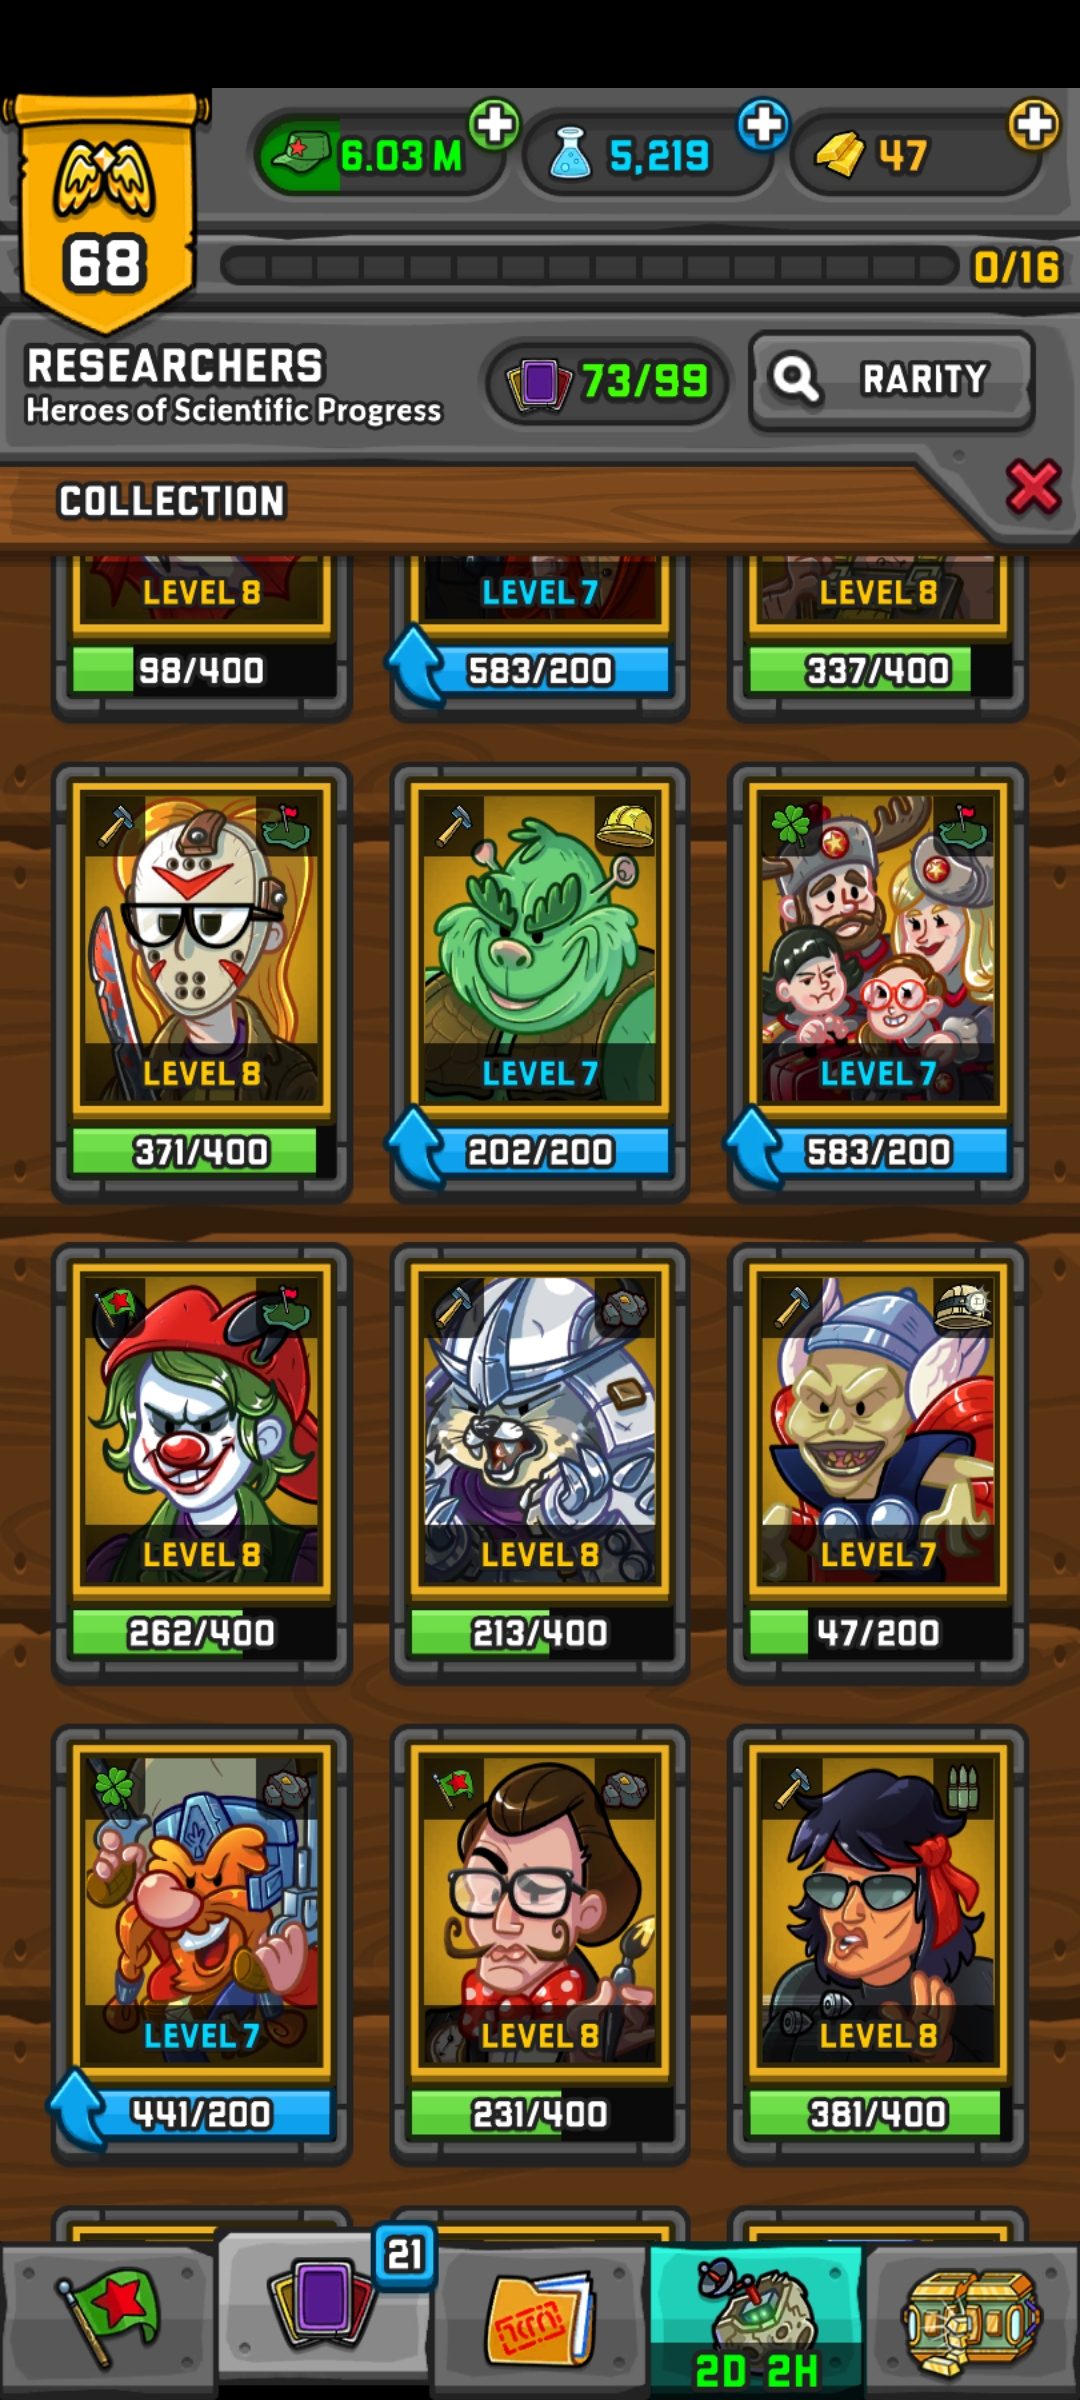 6.03 M
5,219
47
68
0/16
RESEARCHERS
Heroes of Scientific Progress
73/99
RARITY
COLLECTION
LEVEL 8
LEVEL 7
LEVEL 8
98/400
583/200
337/400
LEVEL 8
LEVEL 7
LEVEL 7
371/400
202/200
583/200
LEVEL 8
LEVEL 8
LEVEL 7
262/400
213/400
47/200
LEVEL 7
LEVEL 8
LEVEL 8
441/200
231/400
381/400
21
2D 2H